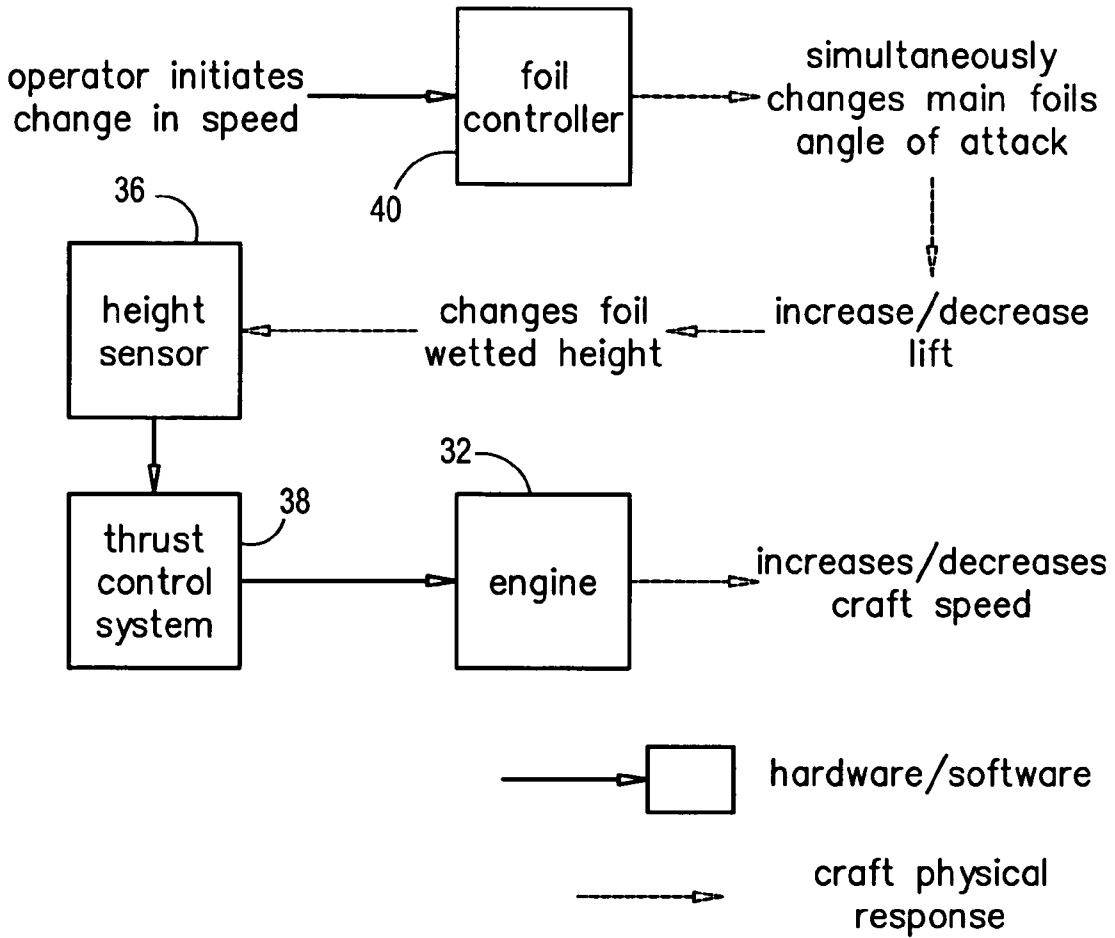 operator initiates
change in speed
foil
controller
40
simultaneously
changes main foils
angle of attack
increase/decrease
lift
changes foil
wetted height
36
height
sensor
38
thrust
control
system
32
engine
increases/decreases
craft speed
hardware/software
craft physical
response